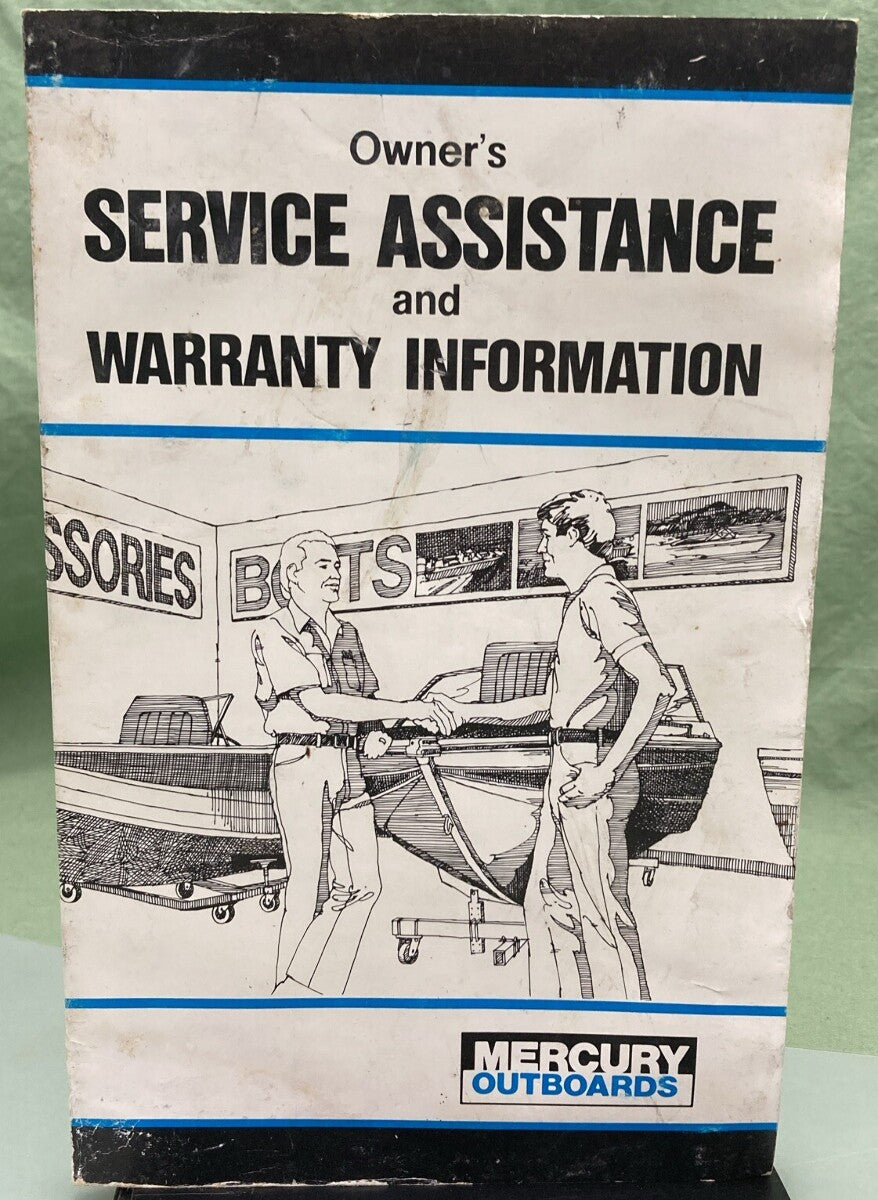 Owner's
SERVICE ASSISTANCE
and
WARRANTY INFORMATION
SSORIES
BO TS
MERCURY
OUTBOARDS